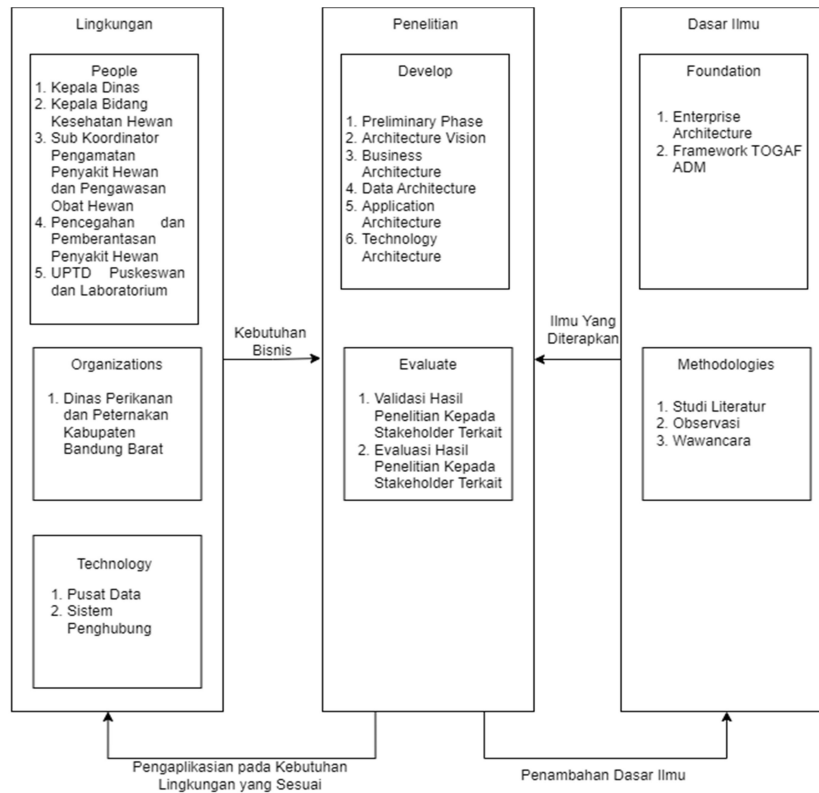 Lingkungan
People
1. Kepala Dinas
2. Kepala Bidang
Kesehatan Hewan
3. Sub Koordinator
Pengamatan
Penyakit Hewan
dan Pengawasan
Obat Hewan
4. Pencegahan dan
Pemberantasan
Penyakit Hewan
5. UPTD Puskeswan
dan Laboratorium
Organizations
1. Dinas Perikanan
dan Peternakan
Kabupaten
Bandung Barat
Technology
1. Pusat Data
2. Sistem
Penghubung
Kebutuhan
Bisnis
Penelitian
Develop
1. Preliminary Phase
2. Architecture Vision
3. Business
Architecture
4. Data Architecture
5. Application
Architecture
6. Technology
Architecture
Evaluate
1. Validasi Hasil
Penelitian Kepada
Stakeholder Terkait
2. Evaluasi Hasil
Penelitian Kepada
Stakeholder Terkait
Ilmu Yang
Diterapkan
Dasar Ilmu
Foundation
1. Enterprise
Architecture
2. Framework TOGAF
ADM
Methodologies
1. Studi Literatur
2. Observasi
3. Wawancara
Pengaplikasian pada Kebutuhan
Lingkungan yang Sesuai
Penambahan Dasar Ilmu